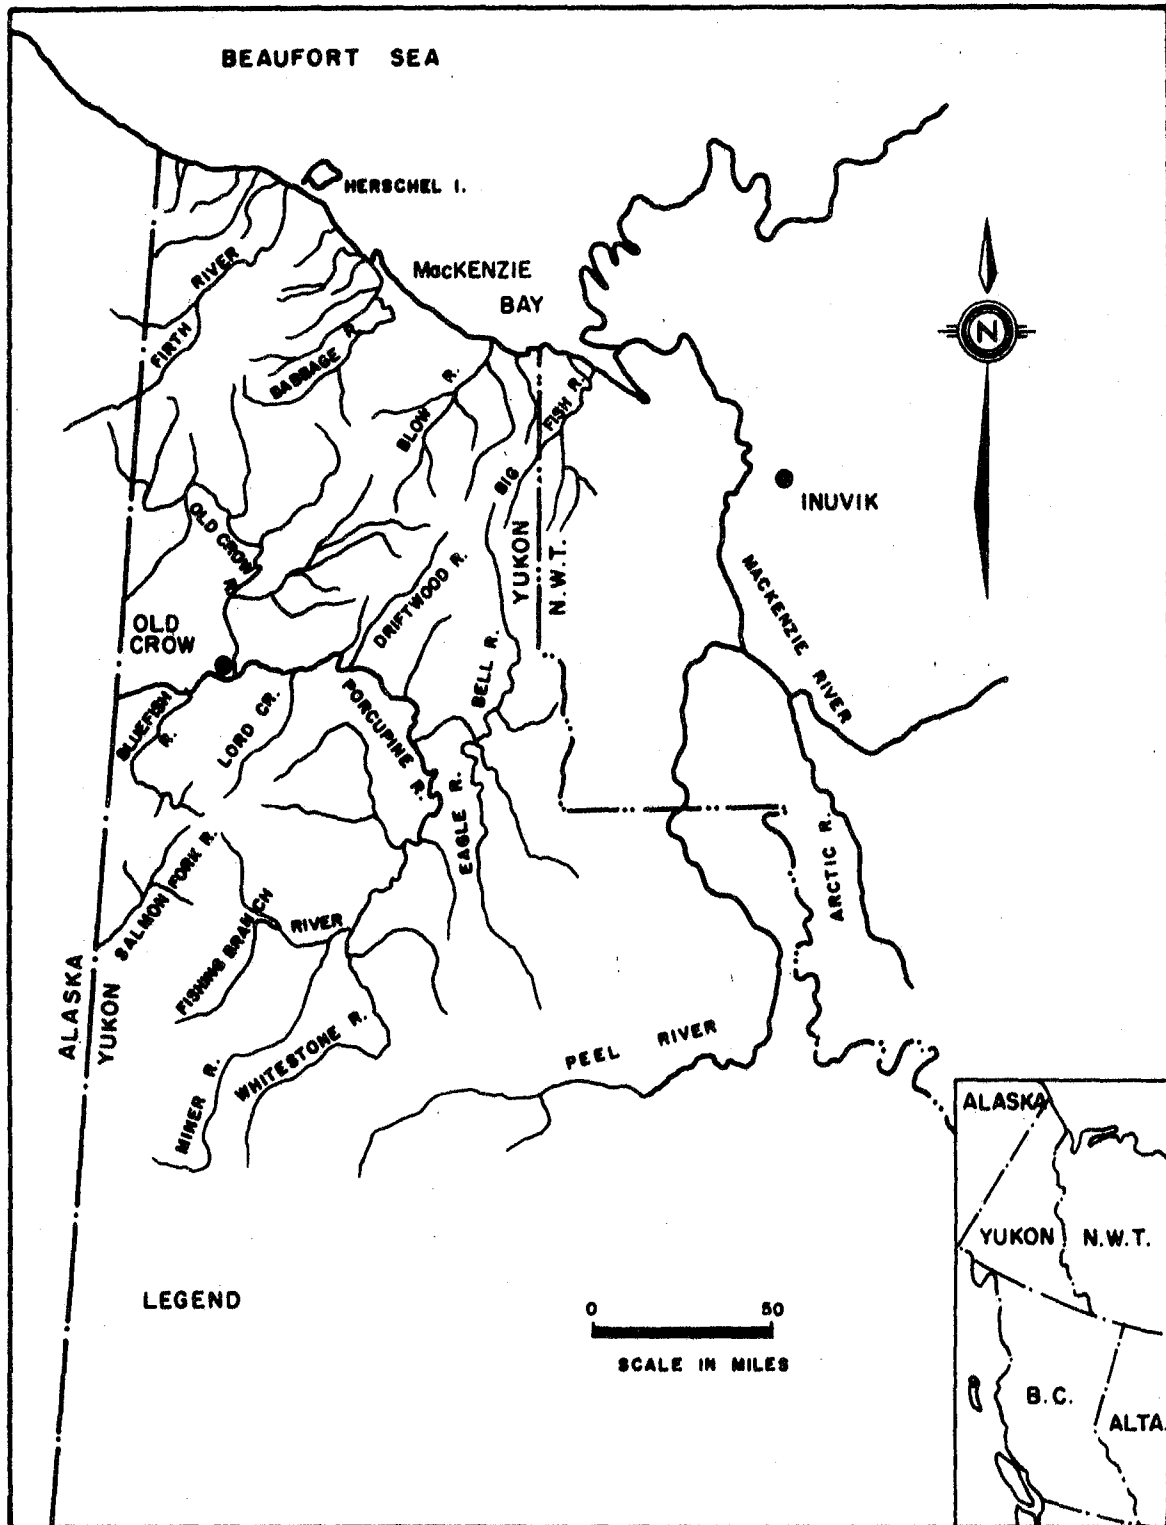 BEAUFORT SEA
HERSCHEL I.
MacKENZIE
BAY
FIRTH RIVER
BABBAGE R.
BLOW R.
BIG FISH R.
INUVIK
OLD CROW R.
YUKON
N.W.T.
DRIFTWOOD R.
MACKENZIE RIVER
OLD
CROW
BELL R.
BLUEFISH R.
LORD CR.
PORCUPINE R.
EAGLE R.
ARCTIC R.
SALMON FORK R.
FISHING BRANCH RIVER
ALASKA
YUKON
WHITESTONE R.
MINER R.
PEEL RIVER
N
LEGEND
0 50
SCALE IN MILES
ALASKA
YUKON N.W.T.
B.C.
ALTA.